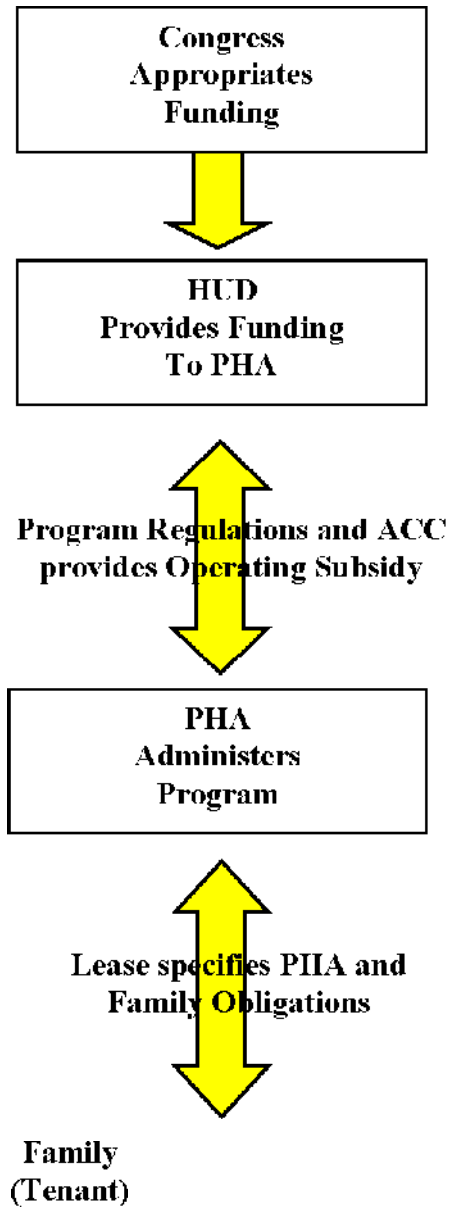 Congress
Appropriates
Funding
HUD
Provides Funding
To PHA
Program Regulations and ACC
provides Operating Subsidy
PHA
Administers
Program
Lease specifies PHA and
Family Obligations
Family
(Tenant)